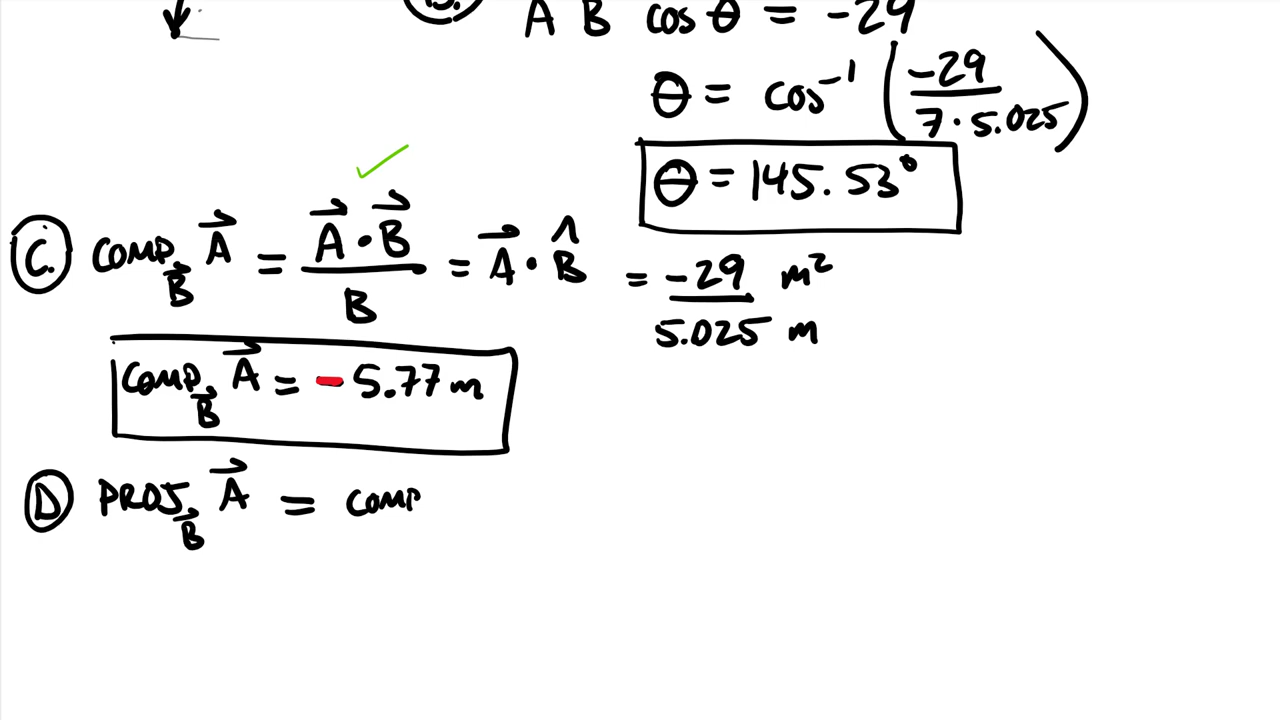 B.
A B cos θ = -29
θ = cos⁻¹ (-29 / 7 · 5.025)
θ = 145.53°
C. COMP_B⃗ A⃗ = A⃗ · B⃗ / B = A⃗ · B̂ = -29 m² / 5.025 m
COMP_B⃗ A⃗ = - 5.77 m
D PROJ_B⃗ A⃗ = COMP